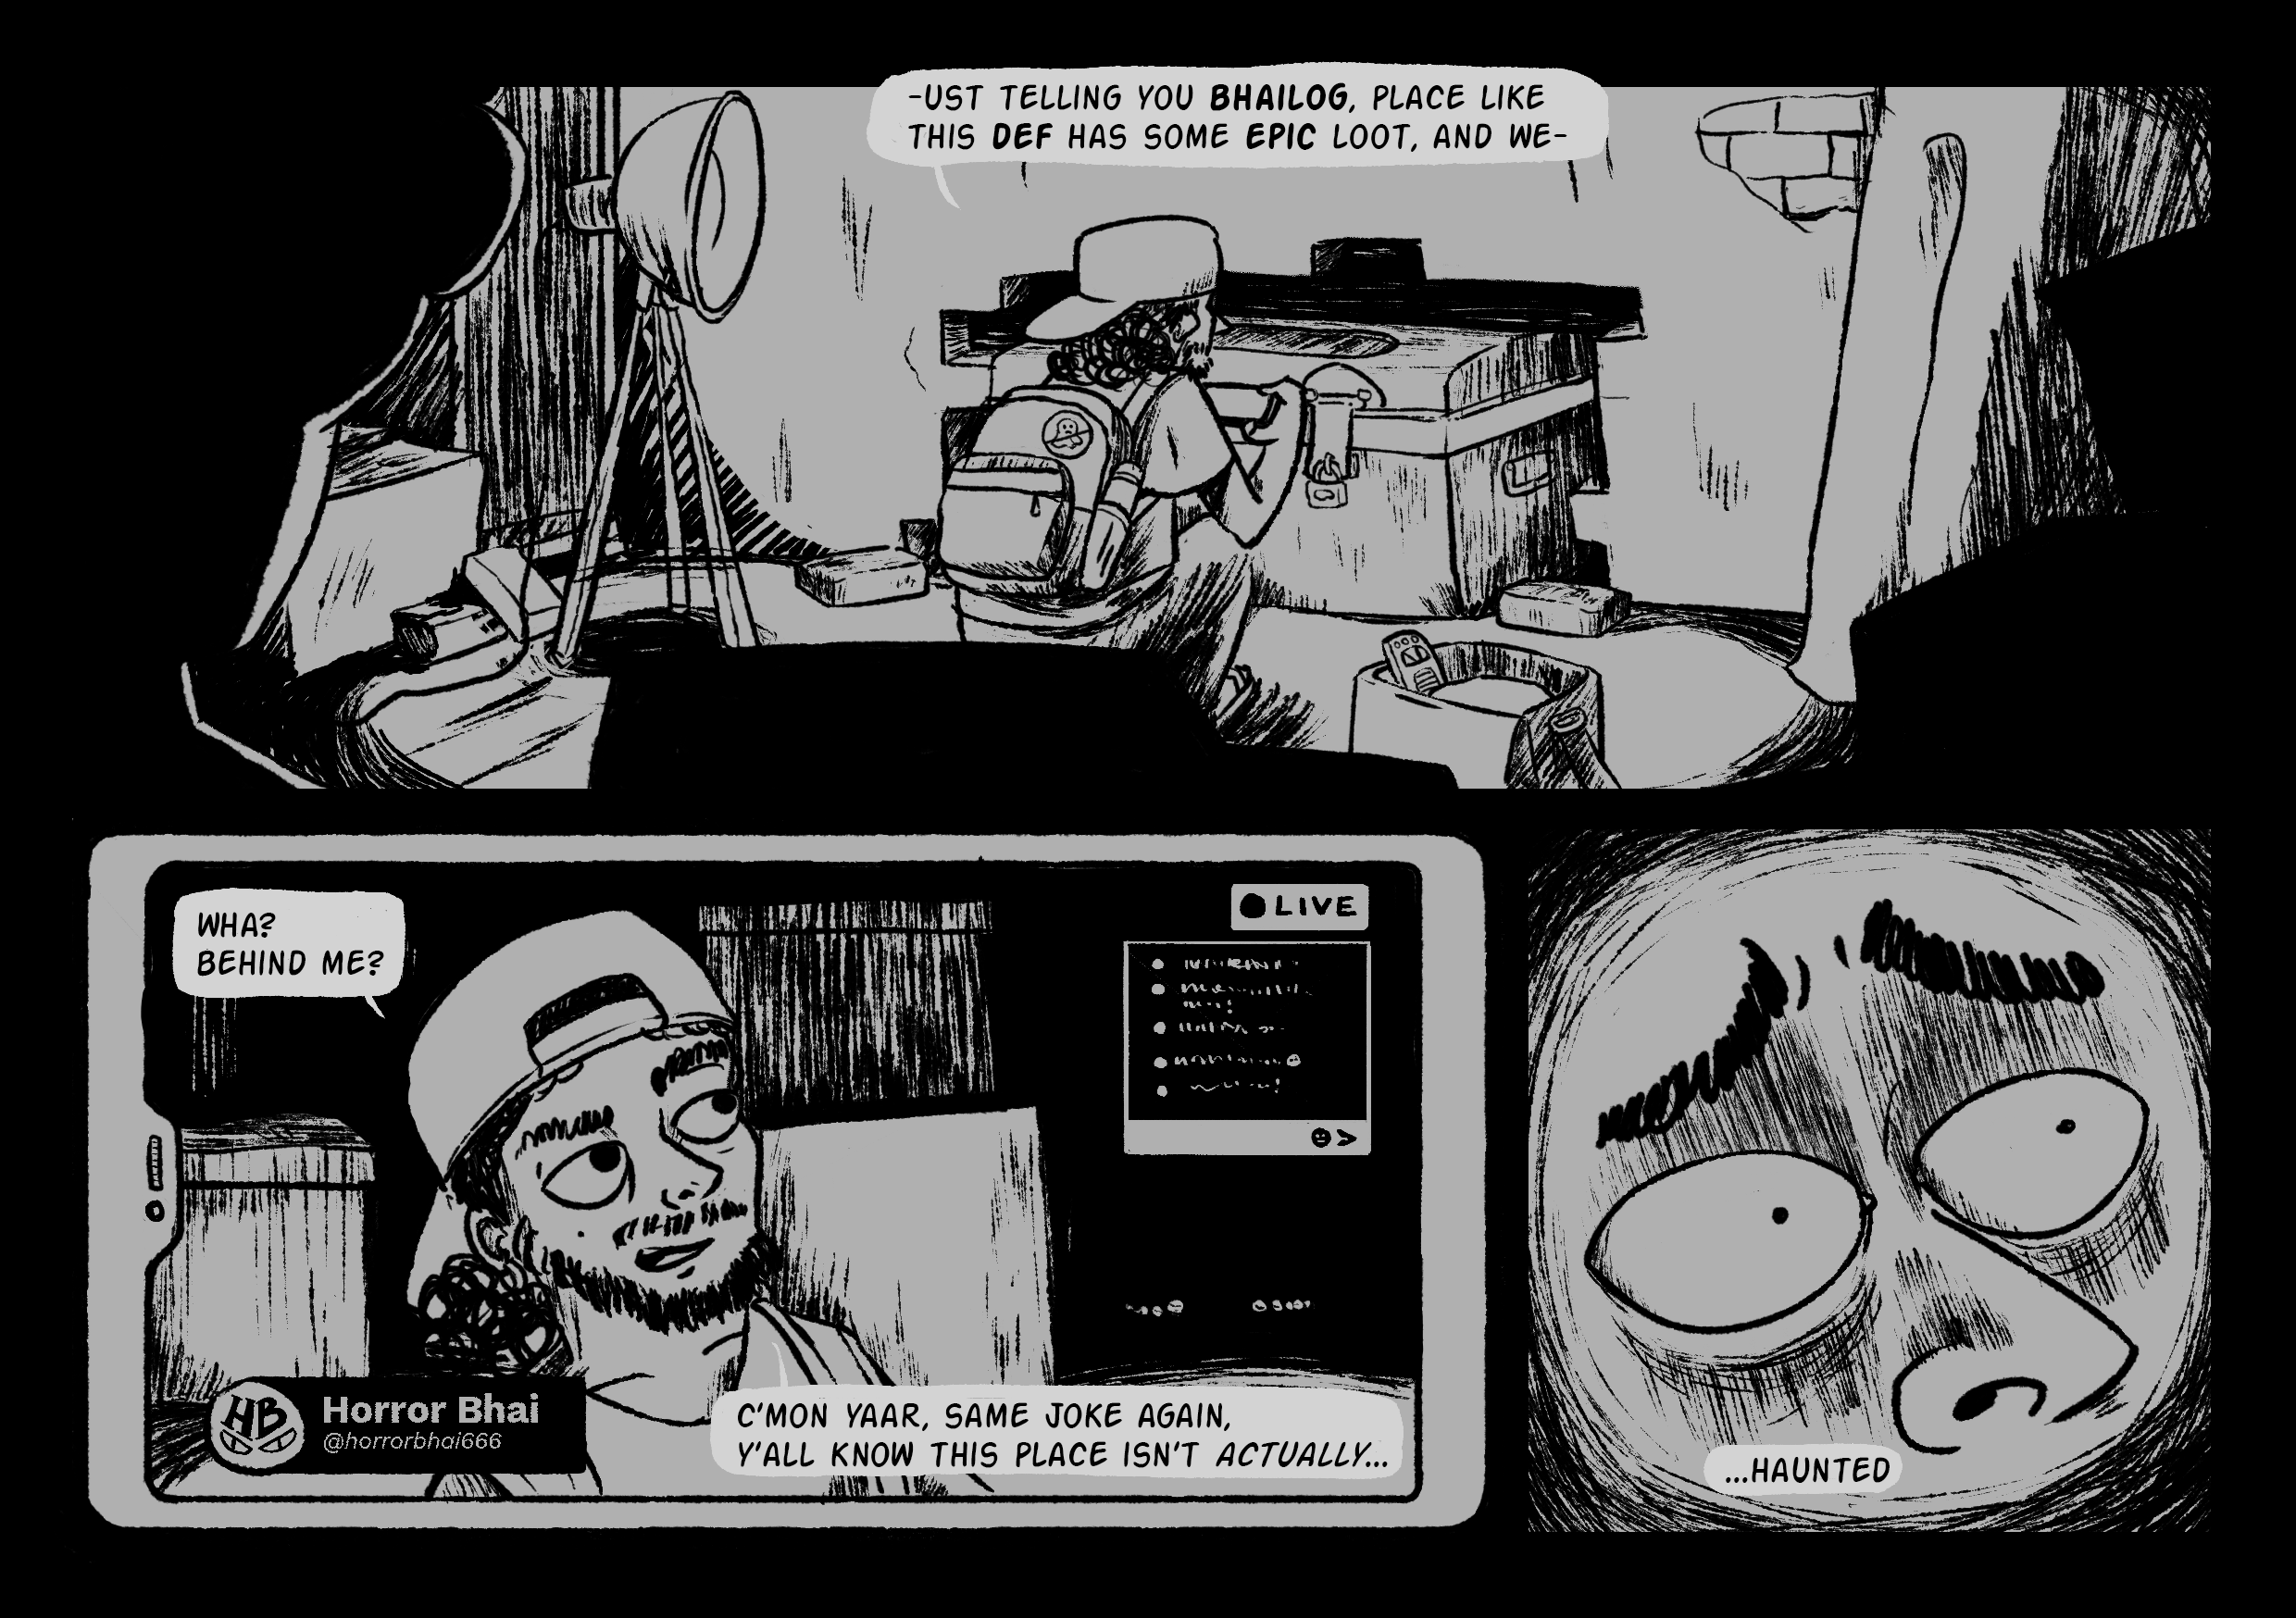 -UST TELLING YOU BHAILOG, PLACE LIKE
THIS DEF HAS SOME EPIC LOOT, AND WE-
WHA?
BEHIND ME?
LIVE
HB
Horror Bhai
@horrorbhai666
C'MON YAAR, SAME JOKE AGAIN,
Y'ALL KNOW THIS PLACE ISN'T ACTUALLY...
...HAUNTED